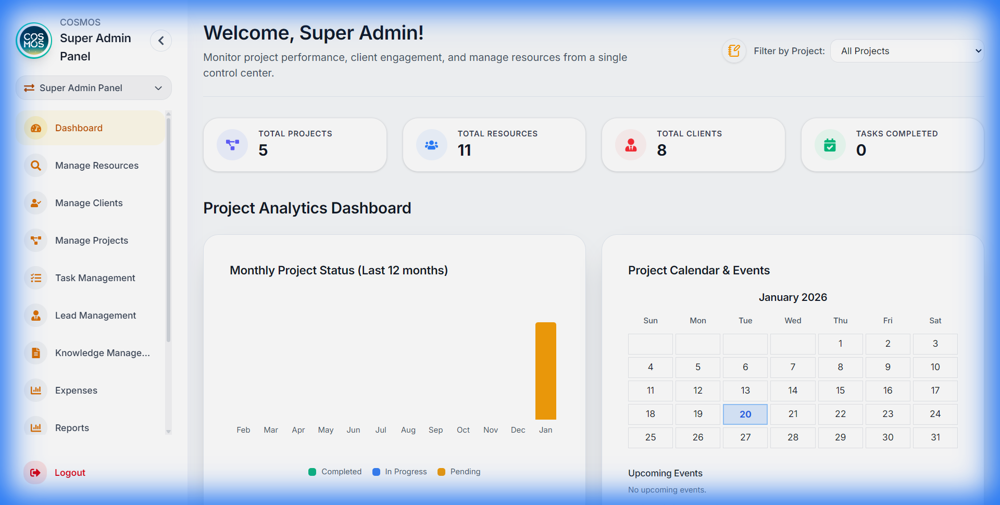 COSMOS
COS
MOS
Super Admin
Panel
Super Admin Panel
Dashboard
Manage Resources
Manage Clients
Manage Projects
Task Management
Lead Management
Knowledge Manage...
Expenses
Reports
Logout
Welcome, Super Admin!
Monitor project performance, client engagement, and manage resources from a single
control center.
Filter by Project:
All Projects
TOTAL PROJECTS
5
TOTAL RESOURCES
11
TOTAL CLIENTS
8
TASKS COMPLETED
0
Project Analytics Dashboard
Monthly Project Status (Last 12 months)
Feb Mar Apr May Jun Jul Aug Sep Oct Nov Dec Jan
Completed In Progress Pending
Project Calendar & Events
January 2026
Sun Mon Tue Wed Thu Fri Sat
1 2 3
4 5 6 7 8 9 10
11 12 13 14 15 16 17
18 19 20 21 22 23 24
25 26 27 28 29 30 31
Upcoming Events
No upcoming events.